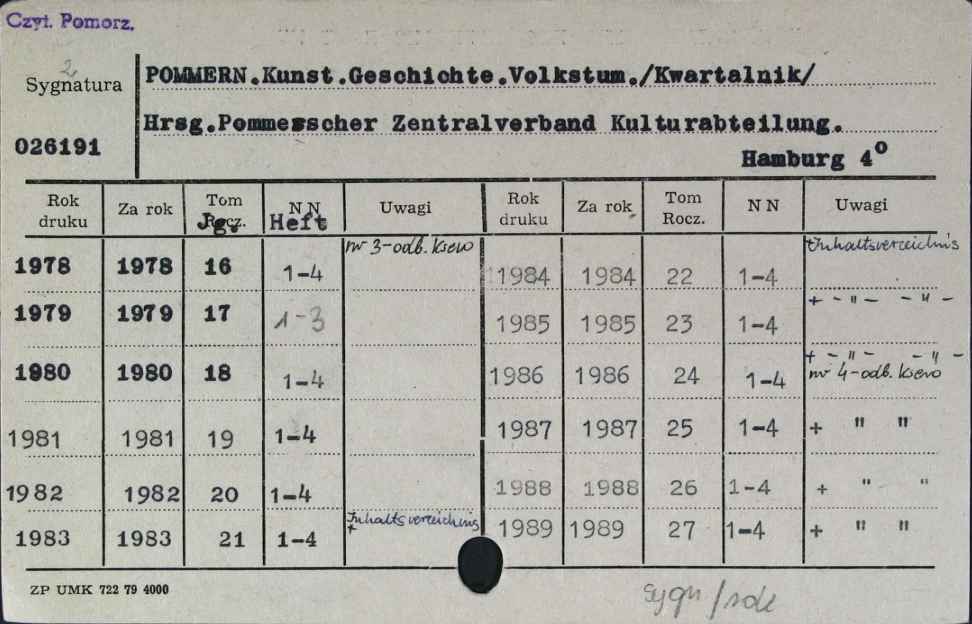 Czyt. Pomorz.
2
Sygnatura
026191
POMMERN.Kunst.Geschichte.Volkstum./Kwartalnik/
Hrsg.Pommerscher Zentralverband Kulturabteilung.
Hamburg 4º
Rok druku Za rok Tom Rocz. Jg. N N Heft Uwagi Rok druku Za rok Tom Rocz. N N Uwagi
1978 1978 16 1-4 nr 3-odb. ksero 1984 1984 22 1-4 +Inhaltsverzeichnis
1979 1979 17 1-3 1985 1985 23 1-4 + - " - - " -
1980 1980 18 1-4 1986 1986 24 1-4 + - " - - " - nr 4-odb. ksero
1981 1981 19 1-4 1987 1987 25 1-4 + " "
1982 1982 20 1-4 1988 1988 26 1-4 + " "
1983 1983 21 1-4 + Inhaltsverzeichnis 1989 1989 27 1-4 + " "
ZP UMK 722 79 4000
sygn/rok